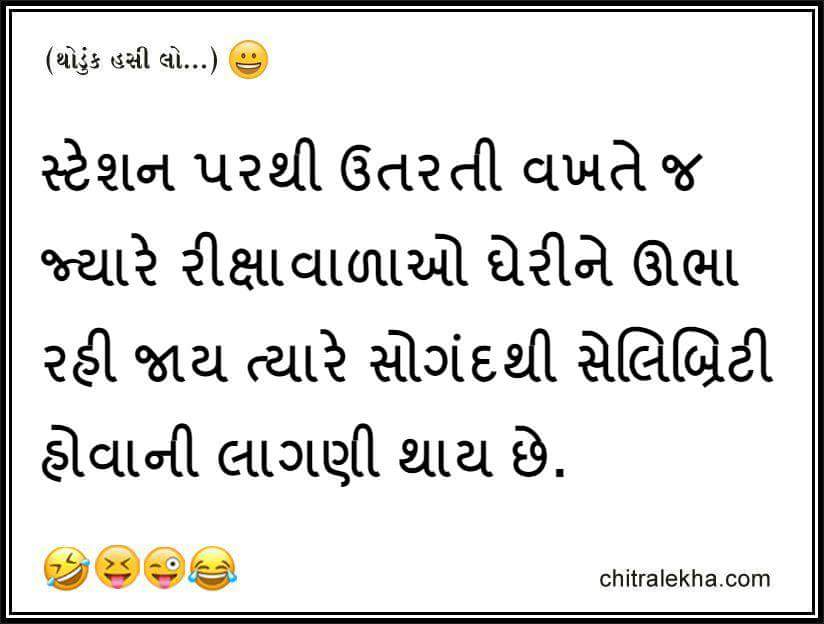 (થોડુંક હસી લો...) 😀
સ્ટેશન પરથી ઉતરતી વખતે જ
જ્યારે રીક્ષાવાળાઓ ઘેરીને ઊભા
રહી જાય ત્યારે સોગંદથી સેલિબ્રિટી
હોવાની લાગણી થાય છે.
🤣😝😜😂
chitralekha.com